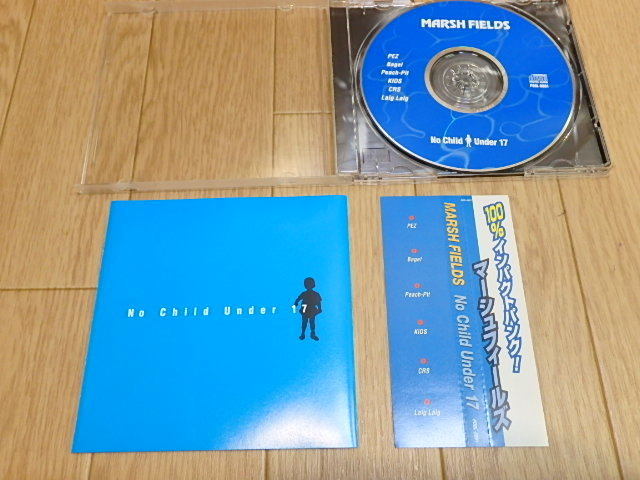 MARSH FIELDS
PEZ
Bagel
Peach-Pit
KIDS
CRS
Laig Laig
No Child Under 17
No Child Under 17
100%インパクトパンク!
マーシュフィールズ
MARSH FIELDS No Child Under 17
PEZ
Bagel
Peach-Pit
KIDS
CRS
Laig Laig